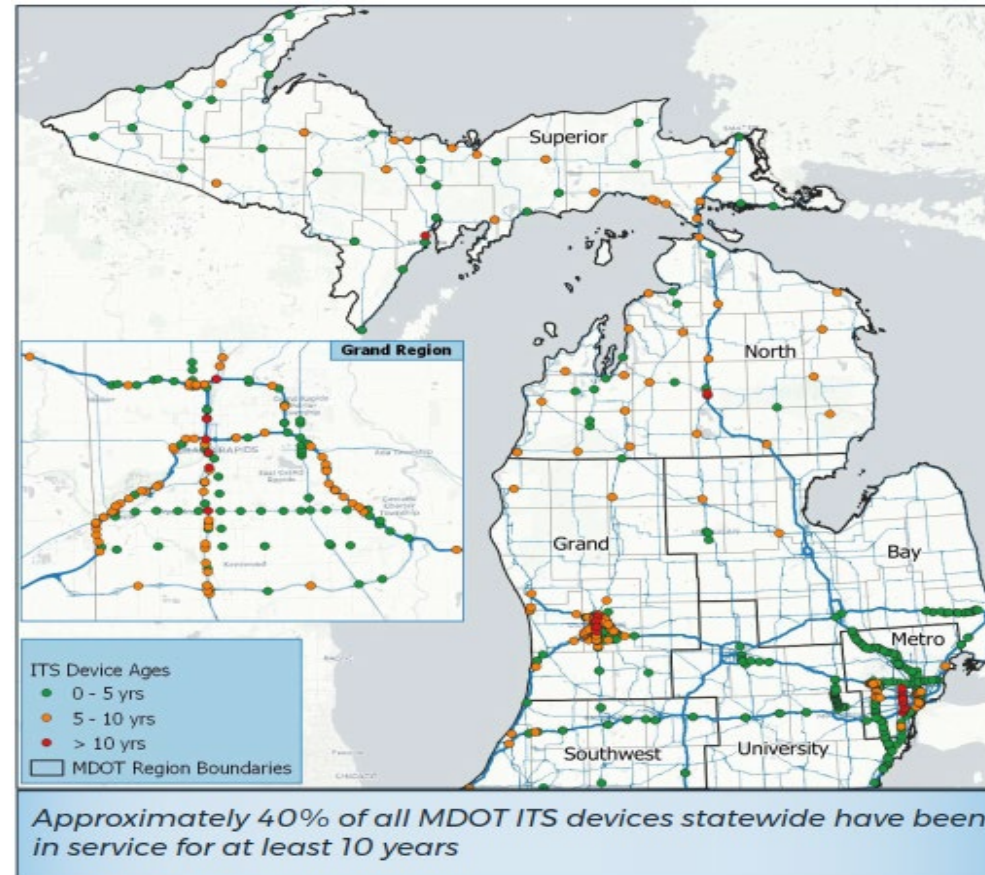 Superior
North
Grand Region
Grand
Bay
Metro
Southwest
University
ITS Device Ages
0 - 5 yrs
5 - 10 yrs
> 10 yrs
MDOT Region Boundaries
Approximately 40% of all MDOT ITS devices statewide have been
in service for at least 10 years